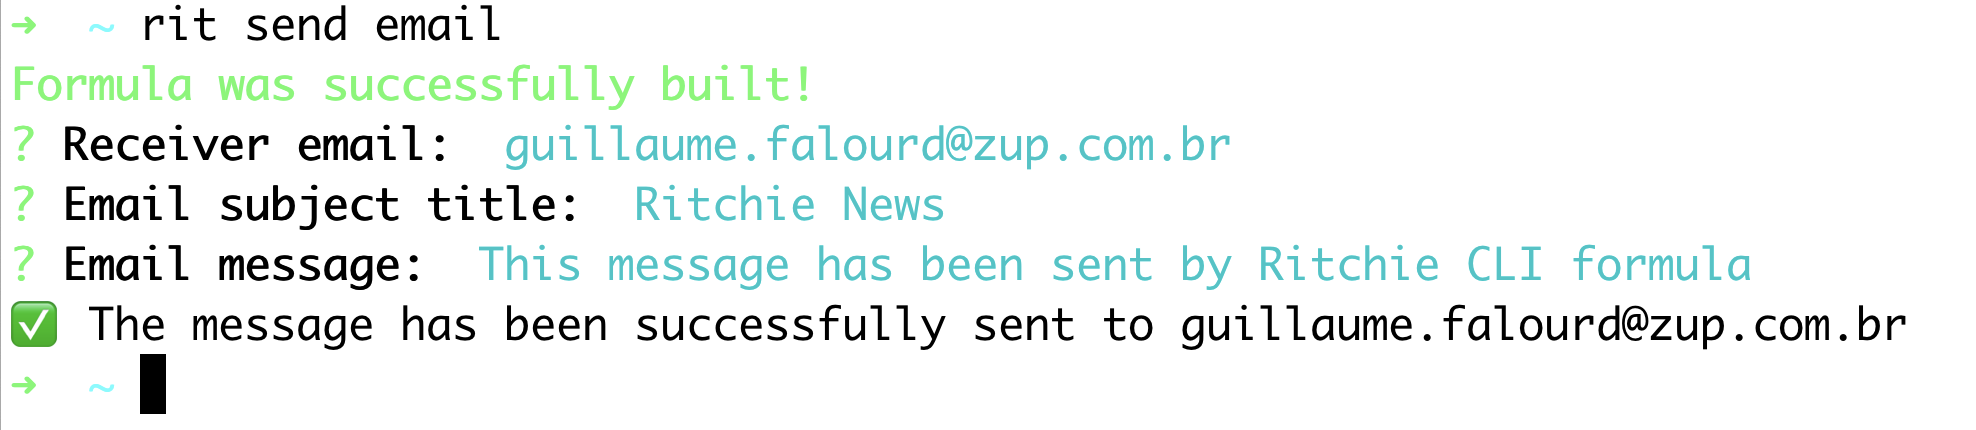 ➜  ~ rit send email
Formula was successfully built!
? Receiver email:  guillaume.falourd@zup.com.br
? Email subject title:  Ritchie News
? Email message:  This message has been sent by Ritchie CLI formula
✅ The message has been successfully sent to guillaume.falourd@zup.com.br
➜  ~